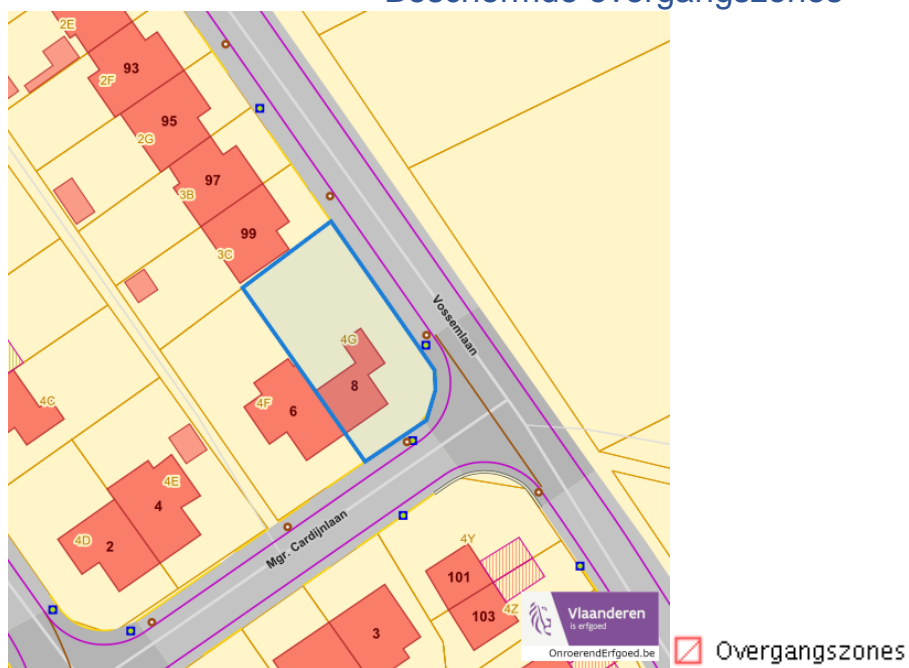 Beschermde overgangszones
2E
93
2F
95
2G
97
3B
99
3C
Vossemlaan
4G
8
4C
4F
6
4E
4
4D
2
Mgr. Cardijnlaan
4Y
101
103
4Z
3
Vlaanderen
is erfgoed
OnroerendErfgoed.be
Overgangszones